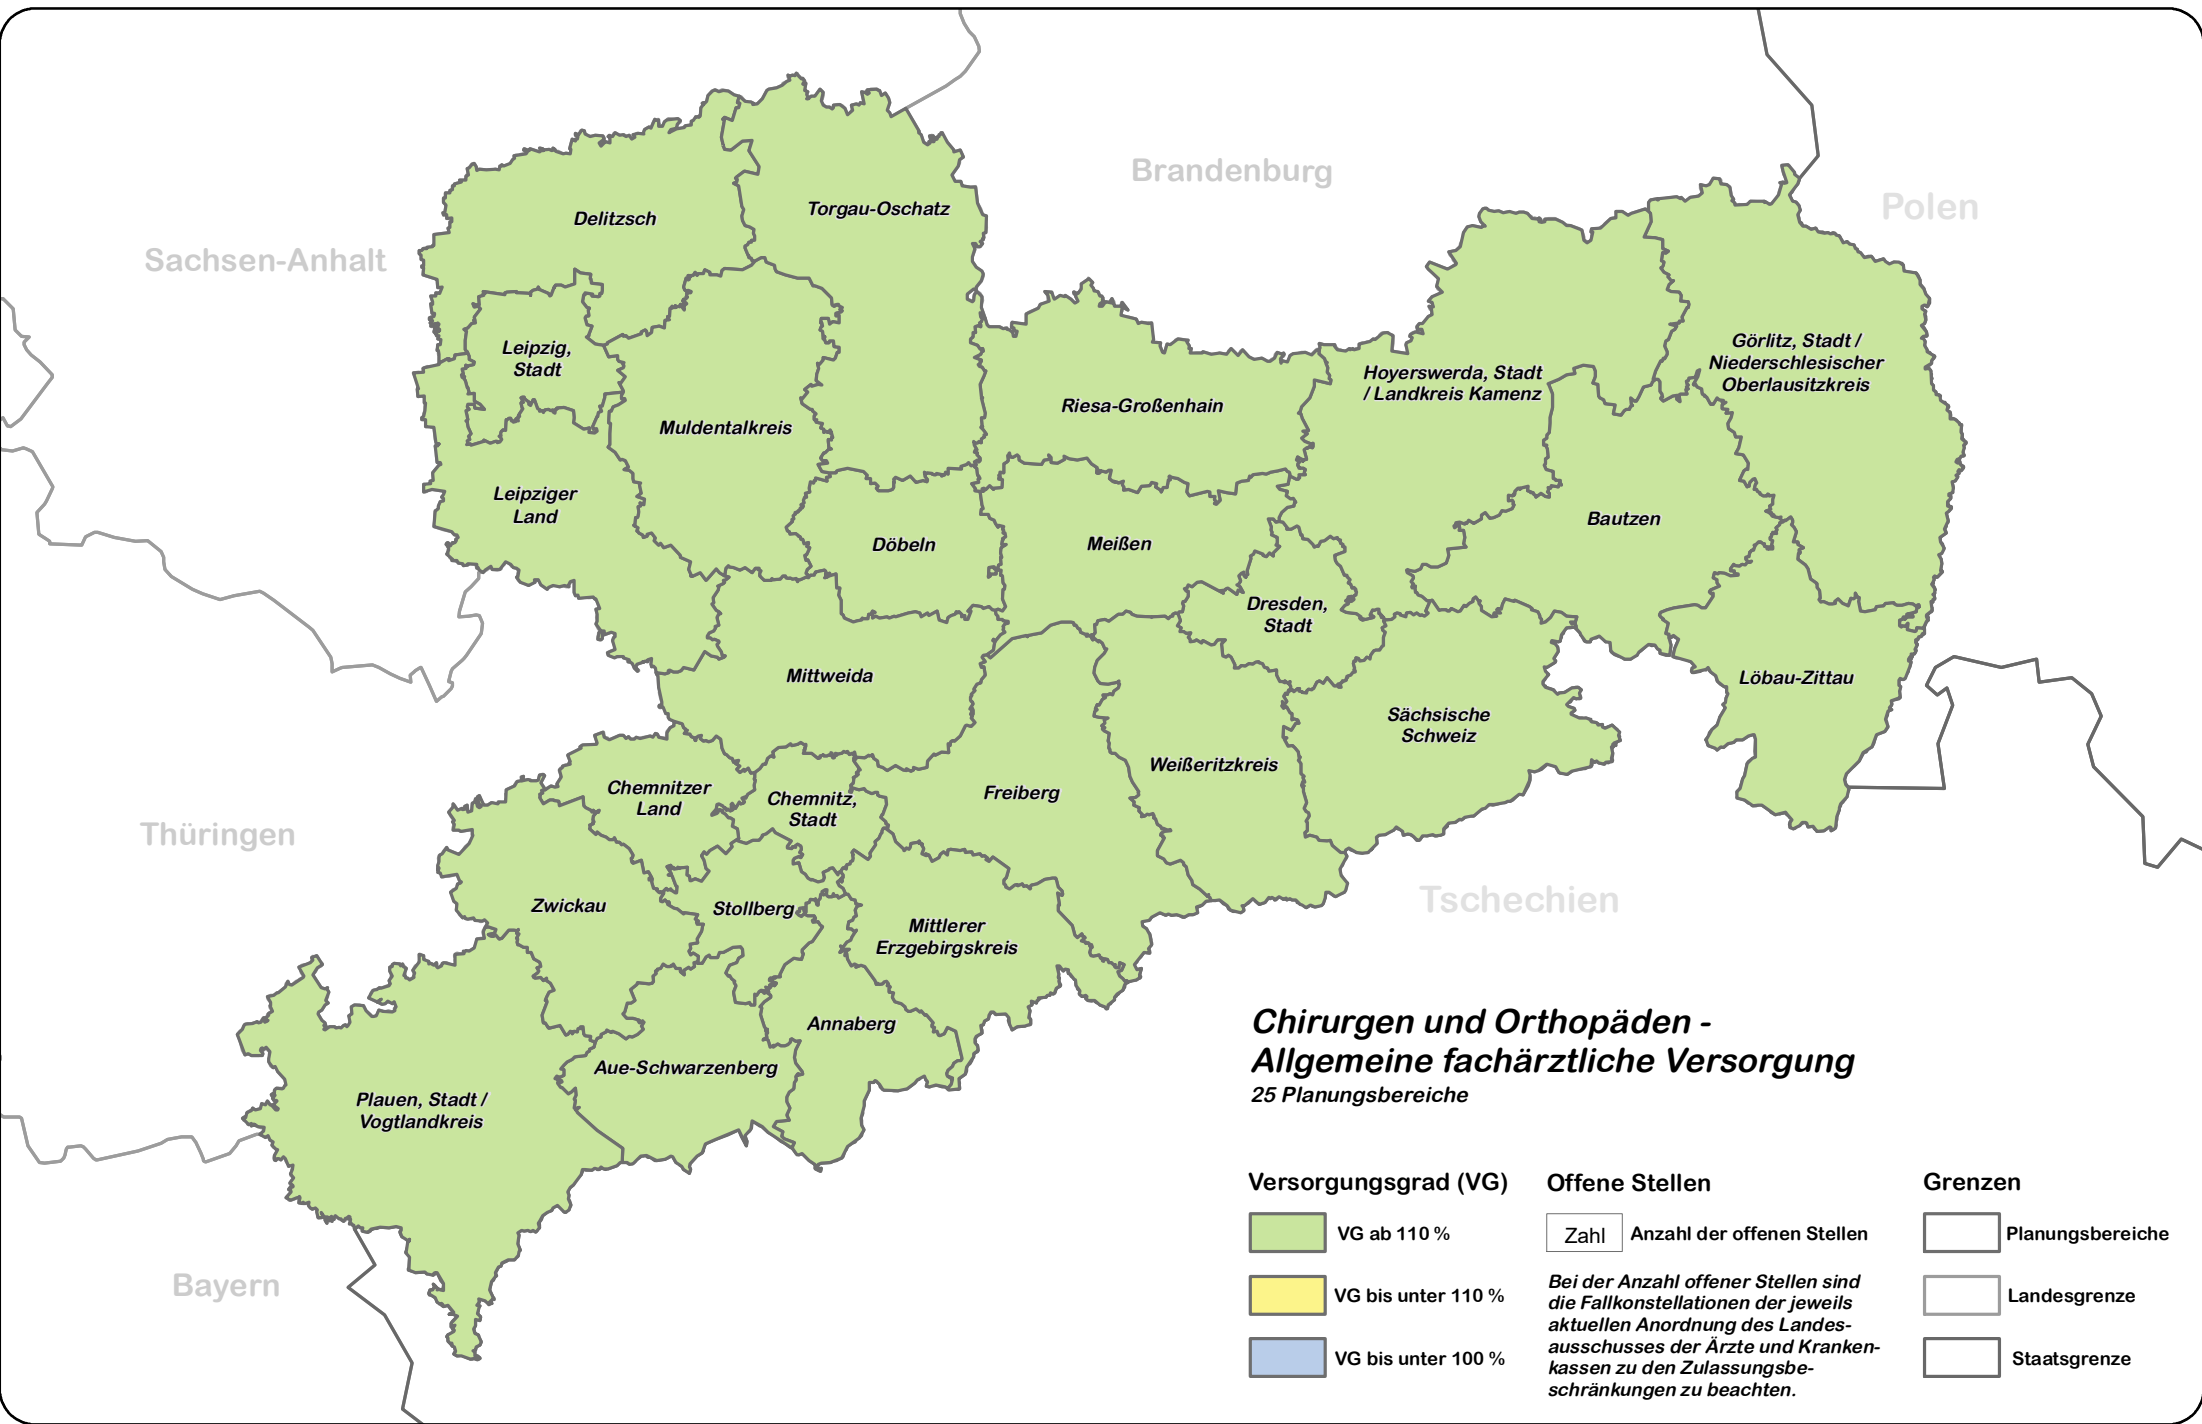 Brandenburg
Polen
Sachsen-Anhalt
Thüringen
Tschechien
Bayern
Delitzsch
Torgau-Oschatz
Leipzig,
Stadt
Muldentalkreis
Riesa-Großenhain
Hoyerswerda, Stadt
/ Landkreis Kamenz
Görlitz, Stadt /
Niederschlesischer
Oberlausitzkreis
Leipziger
Land
Döbeln
Meißen
Bautzen
Dresden,
Stadt
Mittweida
Löbau-Zittau
Sächsische
Schweiz
Weißeritzkreis
Chemnitzer
Land
Chemnitz,
Stadt
Freiberg
Zwickau
Stollberg
Mittlerer
Erzgebirgskreis
Annaberg
Aue-Schwarzenberg
Plauen, Stadt /
Vogtlandkreis
Chirurgen und Orthopäden -
Allgemeine fachärztliche Versorgung
25 Planungsbereiche
Versorgungsgrad (VG)
VG ab 110 %
VG bis unter 110 %
VG bis unter 100 %
Offene Stellen
Zahl Anzahl der offenen Stellen
Bei der Anzahl offener Stellen sind
die Fallkonstellationen der jeweils
aktuellen Anordnung des Landes-
ausschusses der Ärzte und Kranken-
kassen zu den Zulassungsbe-
schränkungen zu beachten.
Grenzen
Planungsbereiche
Landesgrenze
Staatsgrenze